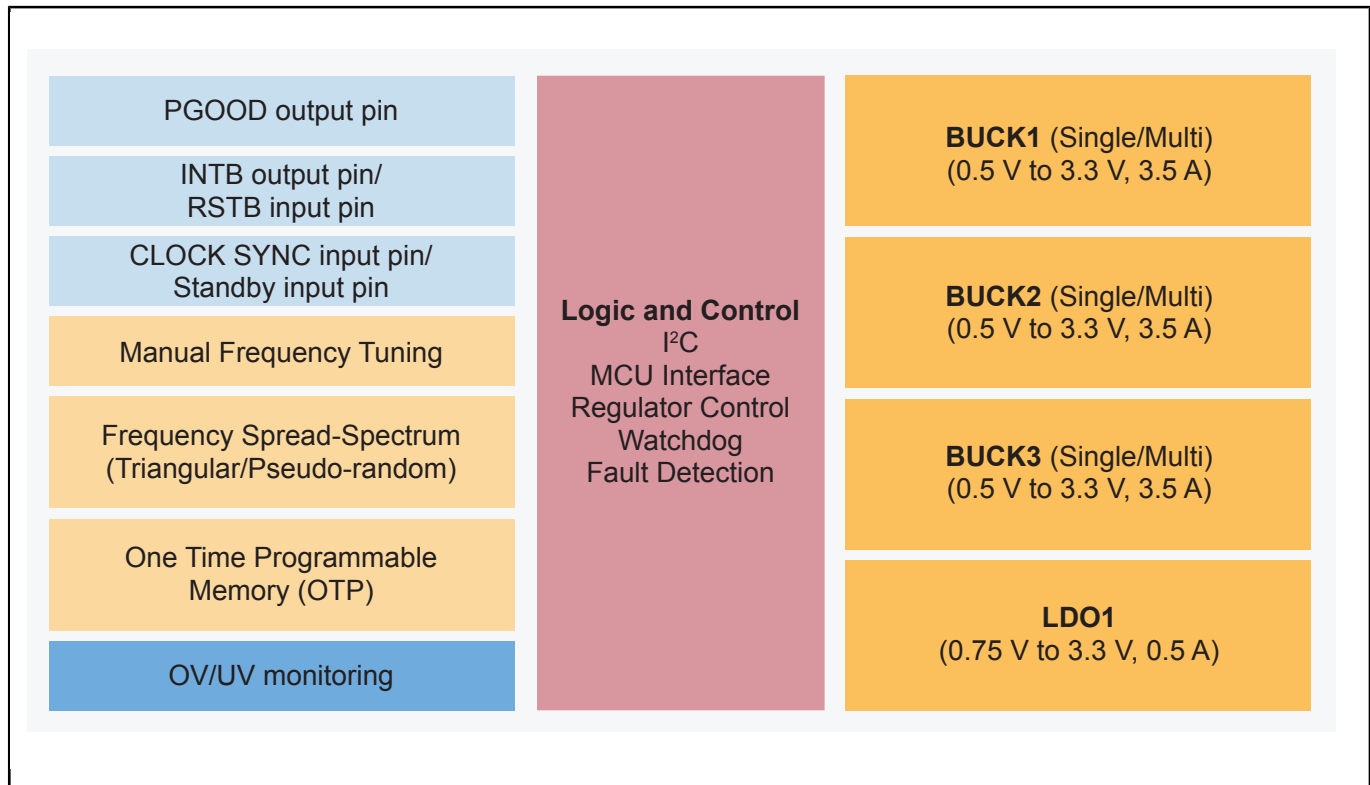 PGOOD output pin
INTB output pin/
RSTB input pin
CLOCK SYNC input pin/
Standby input pin
Manual Frequency Tuning
Frequency Spread-Spectrum
(Triangular/Pseudo-random)
One Time Programmable
Memory (OTP)
OV/UV monitoring
Logic and Control
I²C
MCU Interface
Regulator Control
Watchdog
Fault Detection
BUCK1 (Single/Multi)
(0.5 V to 3.3 V, 3.5 A)
BUCK2 (Single/Multi)
(0.5 V to 3.3 V, 3.5 A)
BUCK3 (Single/Multi)
(0.5 V to 3.3 V, 3.5 A)
LDO1
(0.75 V to 3.3 V, 0.5 A)